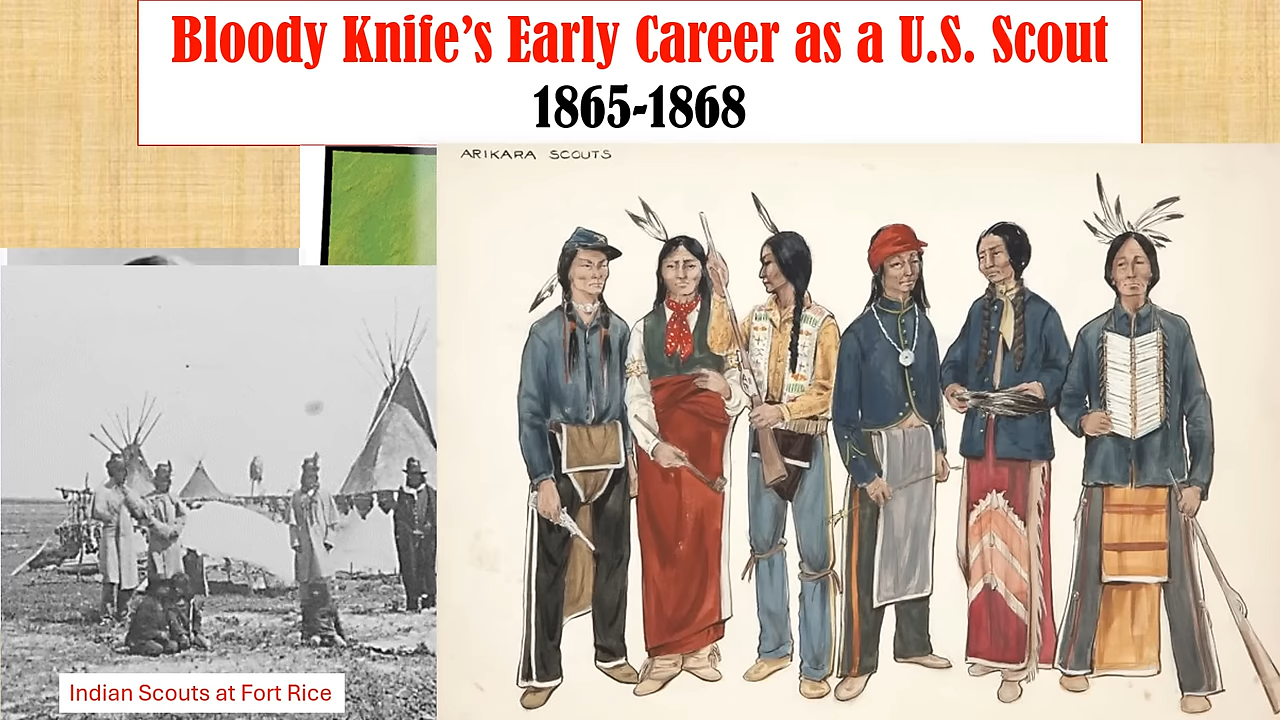 Bloody Knife's Early Career as a U.S. Scout
1865-1868
ARIKARA SCOUTS
Indian Scouts at Fort Rice